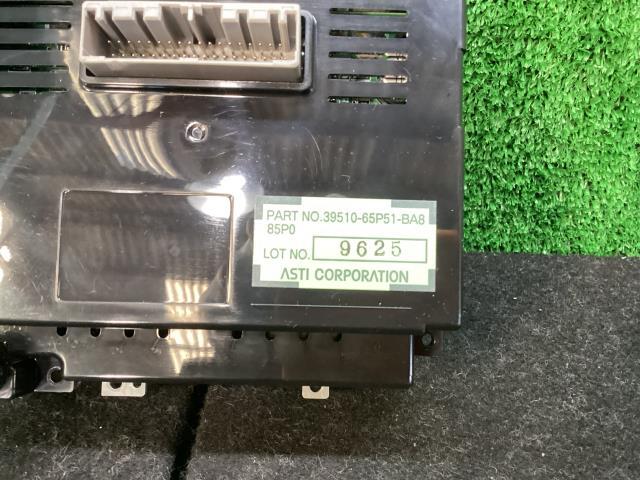 PART NO.39510-65P51-BA8
85P0
LOT NO. 9625
ASTI CORPORATION